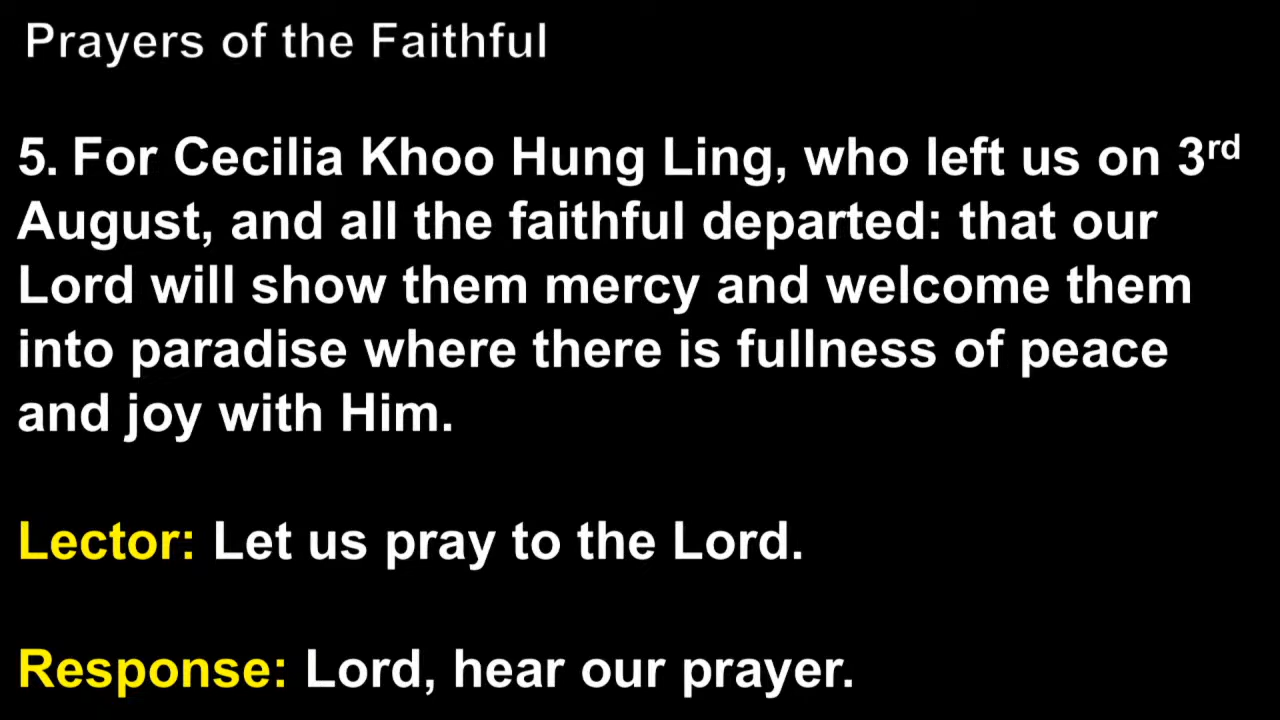 Prayers of the Faithful
5. For Cecilia Khoo Hung Ling, who left us on 3rd
August, and all the faithful departed: that our
Lord will show them mercy and welcome them
into paradise where there is fullness of peace
and joy with Him.
Lector: Let us pray to the Lord.
Response: Lord, hear our prayer.